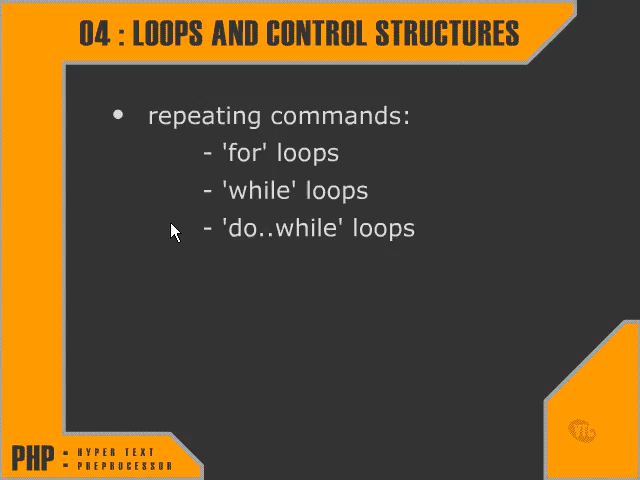 04 : LOOPS AND CONTROL STRUCTURES
• repeating commands:
- 'for' loops
- 'while' loops
- 'do..while' loops
PHP : HYPER TEXT
: PREPROCESSOR